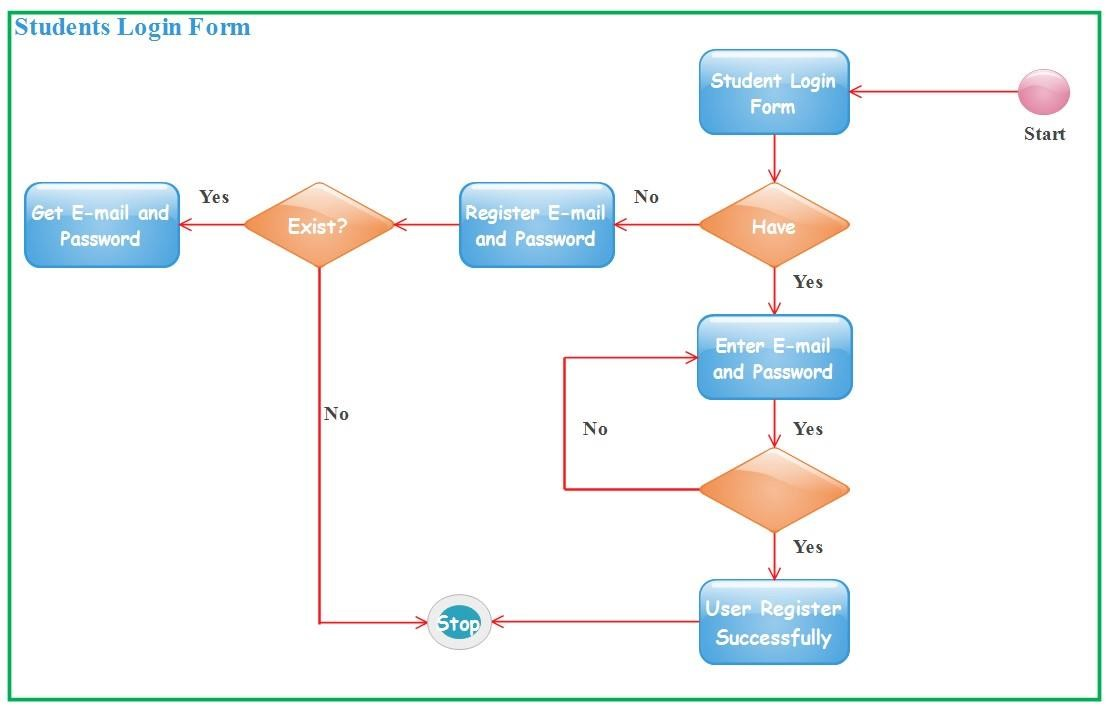 Students Login Form
Student Login
Form
Start
Yes
No
Get E-mail and
Password
Exist?
Register E-mail
and Password
Have
Yes
Enter E-mail
and Password
No
No
Yes
Yes
User Register
Successfully
Stop